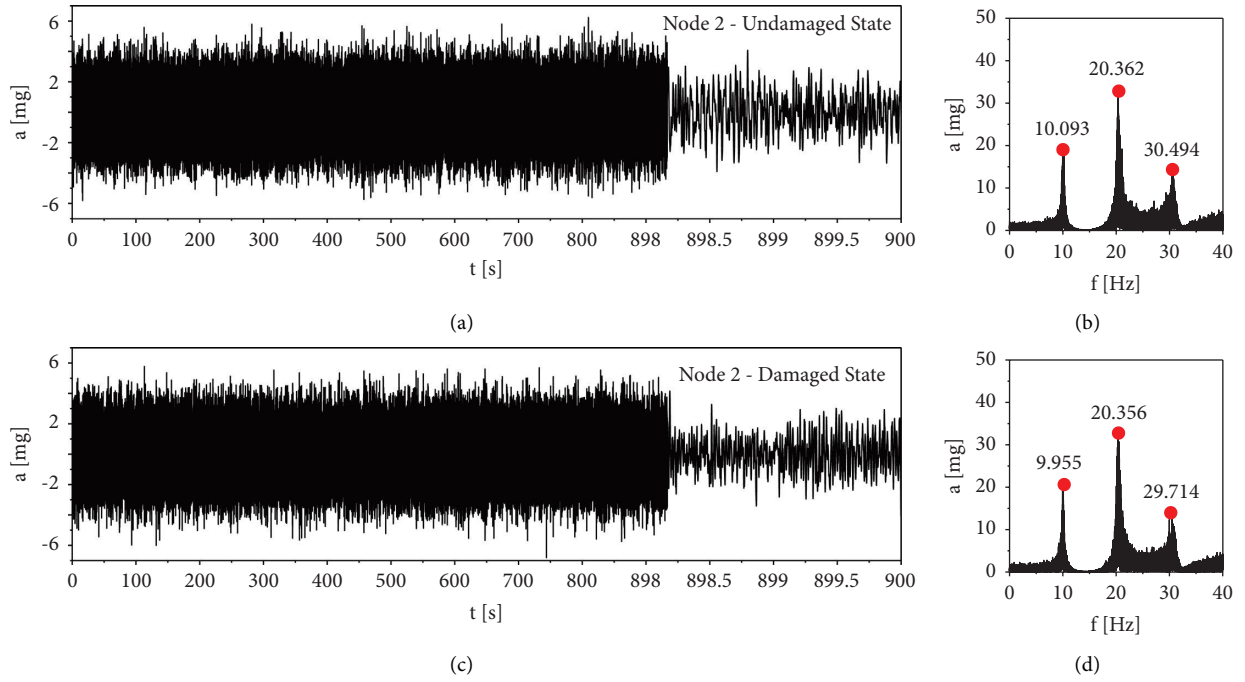 6
2
-2
-6
a [mg]
Node 2 - Undamaged State
0 100 200 300 400 500 600 700 800 898 898.5 899 899.5 900
t [s]
(a)
50
40
30
20
10
0
a [mg]
10.093
20.362
30.494
0 10 20 30 40
f [Hz]
(b)
6
2
-2
-6
a [mg]
Node 2 - Damaged State
0 100 200 300 400 500 600 700 800 898 898.5 899 899.5 900
t [s]
(c)
50
40
30
20
10
0
a [mg]
9.955
20.356
29.714
0 10 20 30 40
f [Hz]
(d)